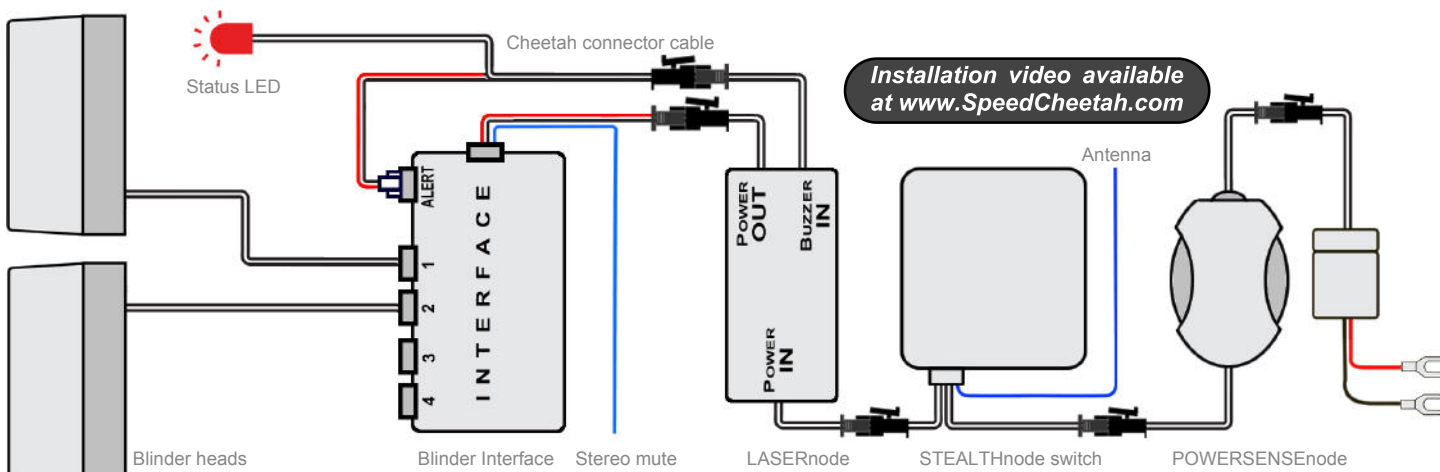 Status LED
Cheetah connector cable
Installation video available
at www.SpeedCheetah.com
Antenna
ALERT
1
2
3
4
INTERFACE
POWER
OUT
BUZZER
IN
POWER
IN
Blinder heads
Blinder Interface
Stereo mute
LASERnode
STEALTHnode switch
POWERSENSEnode